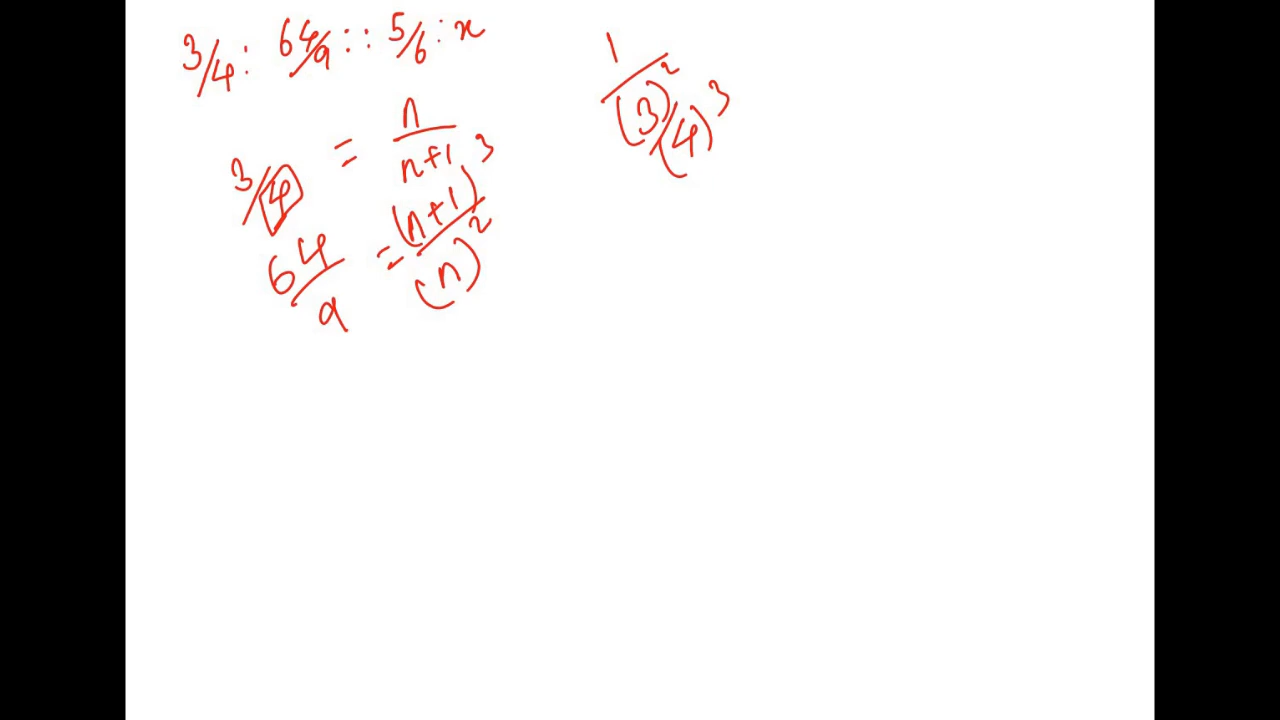 3/4 : 64/9 :: 5/6 : x
3/4 = n/n+1
64/9 = (n+1)^3/(n)^2
1/(3)^2/(4)^3